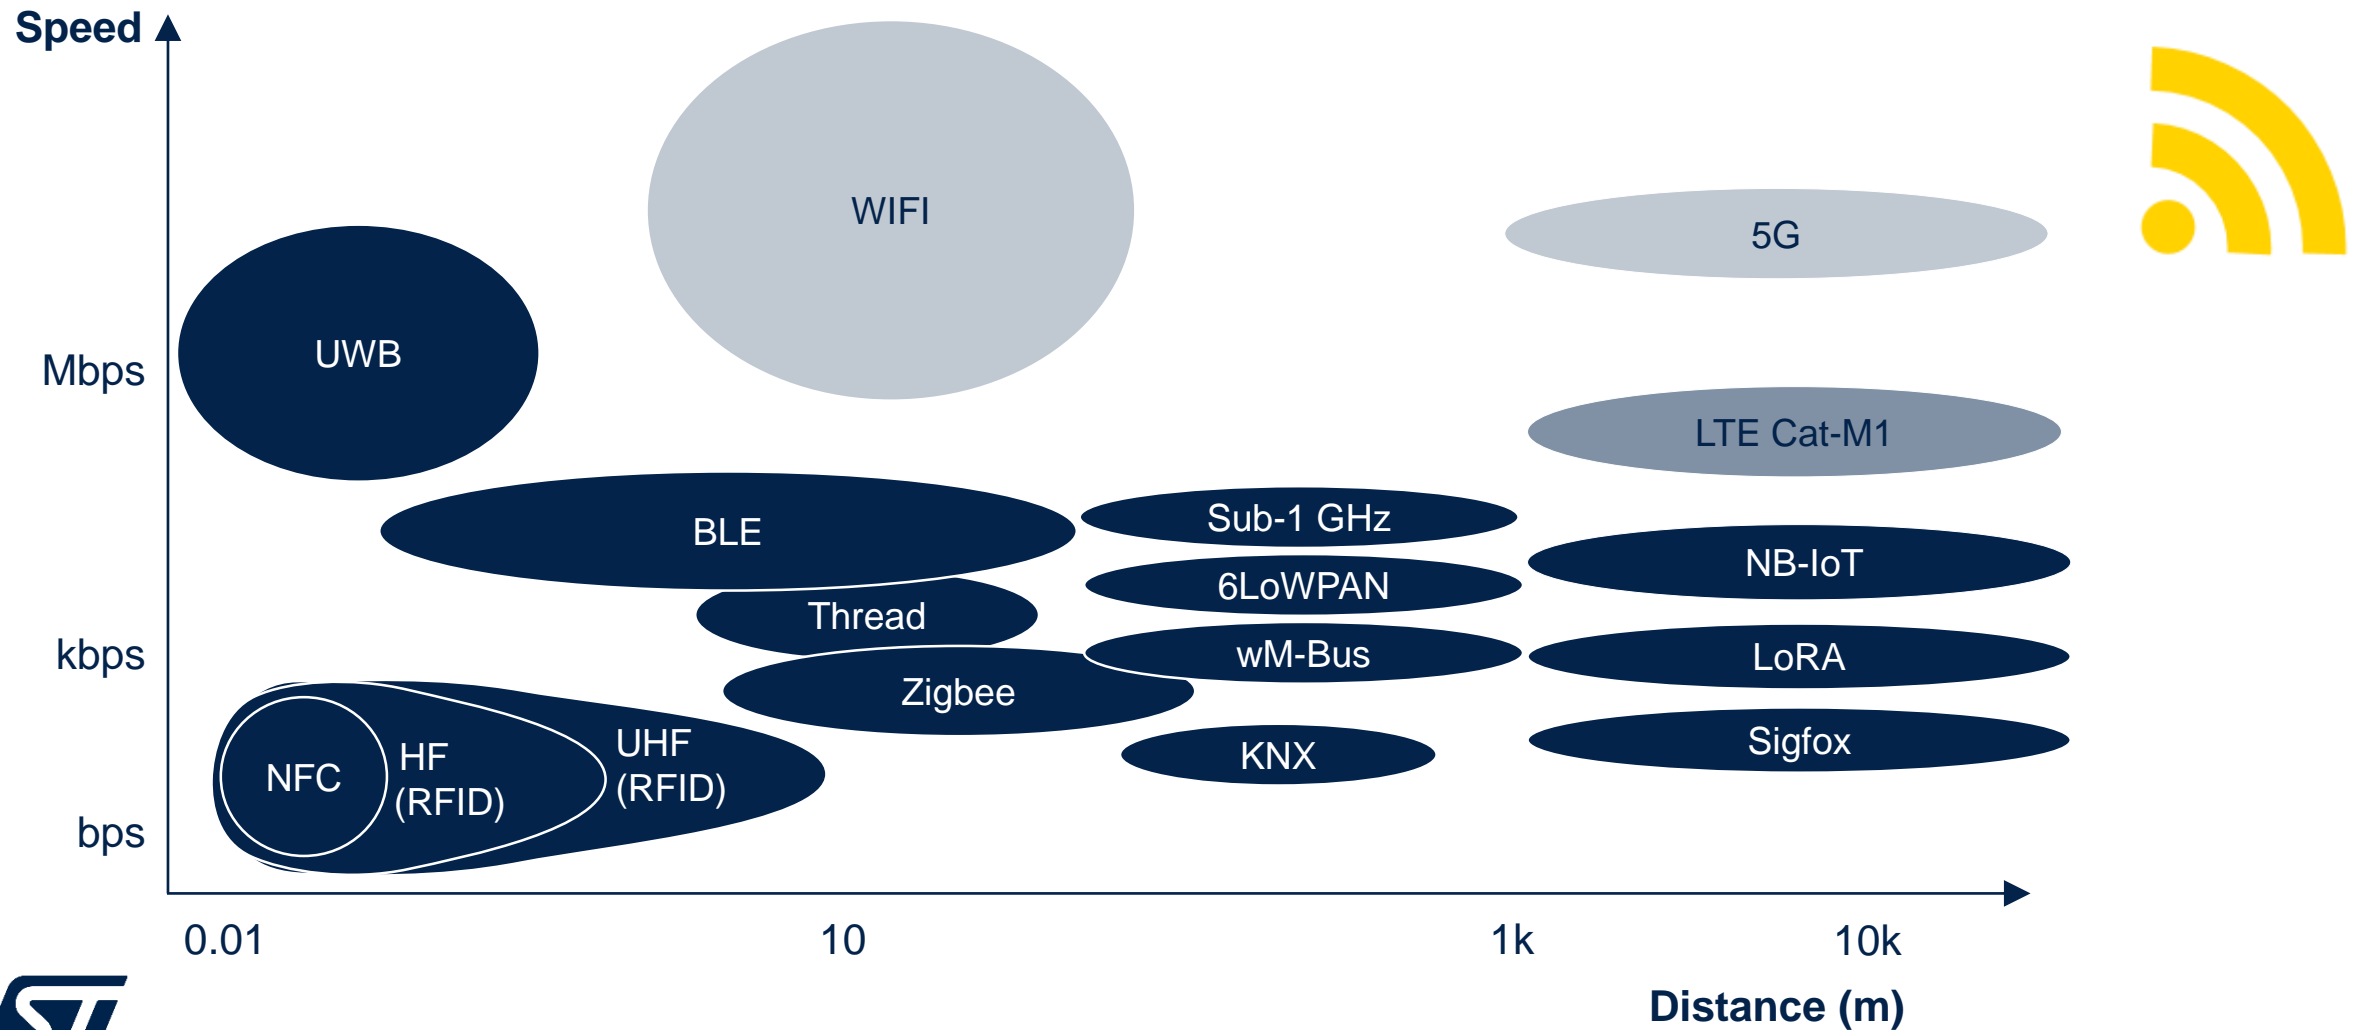 Speed
WIFI
5G
UWB
Mbps
LTE Cat-M1
BLE
Sub-1 GHz
NB-IoT
6LoWPAN
Thread
kbps
wM-Bus
LoRA
Zigbee
UHF
(RFID)
HF
(RFID)
NFC
KNX
Sigfox
bps
0.01
10
1k
10k
Distance (m)
ST